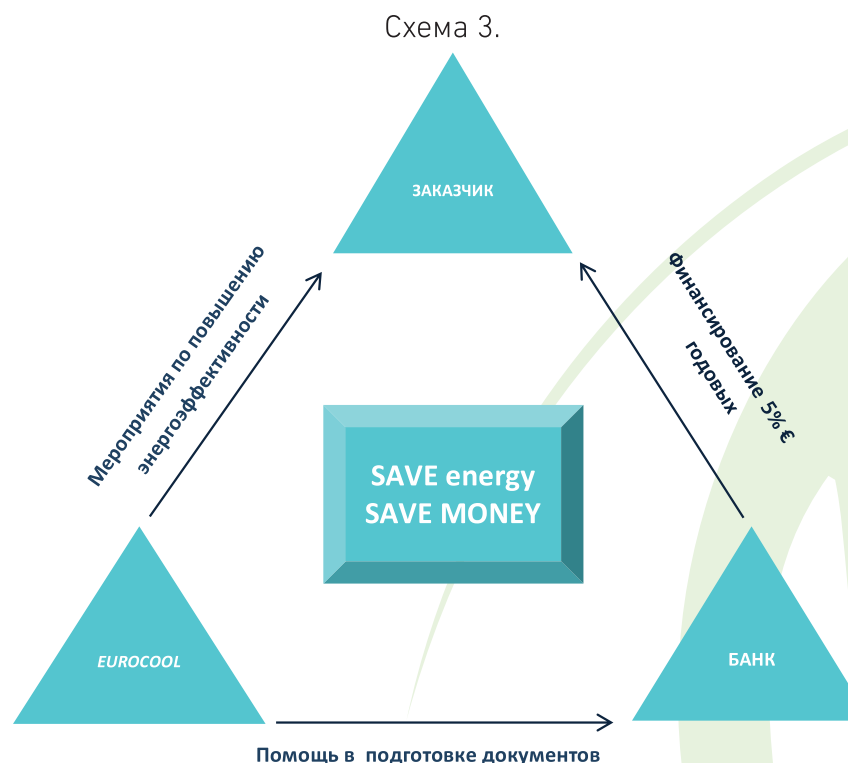 Схема 3.
ЗАКАЗЧИК
Мероприятия по повышению
энергоэффективности
Финансирование 5% €
годовых
SAVE energy
SAVE MONEY
EUROCOOL
БАНК
Помощь в подготовке документов